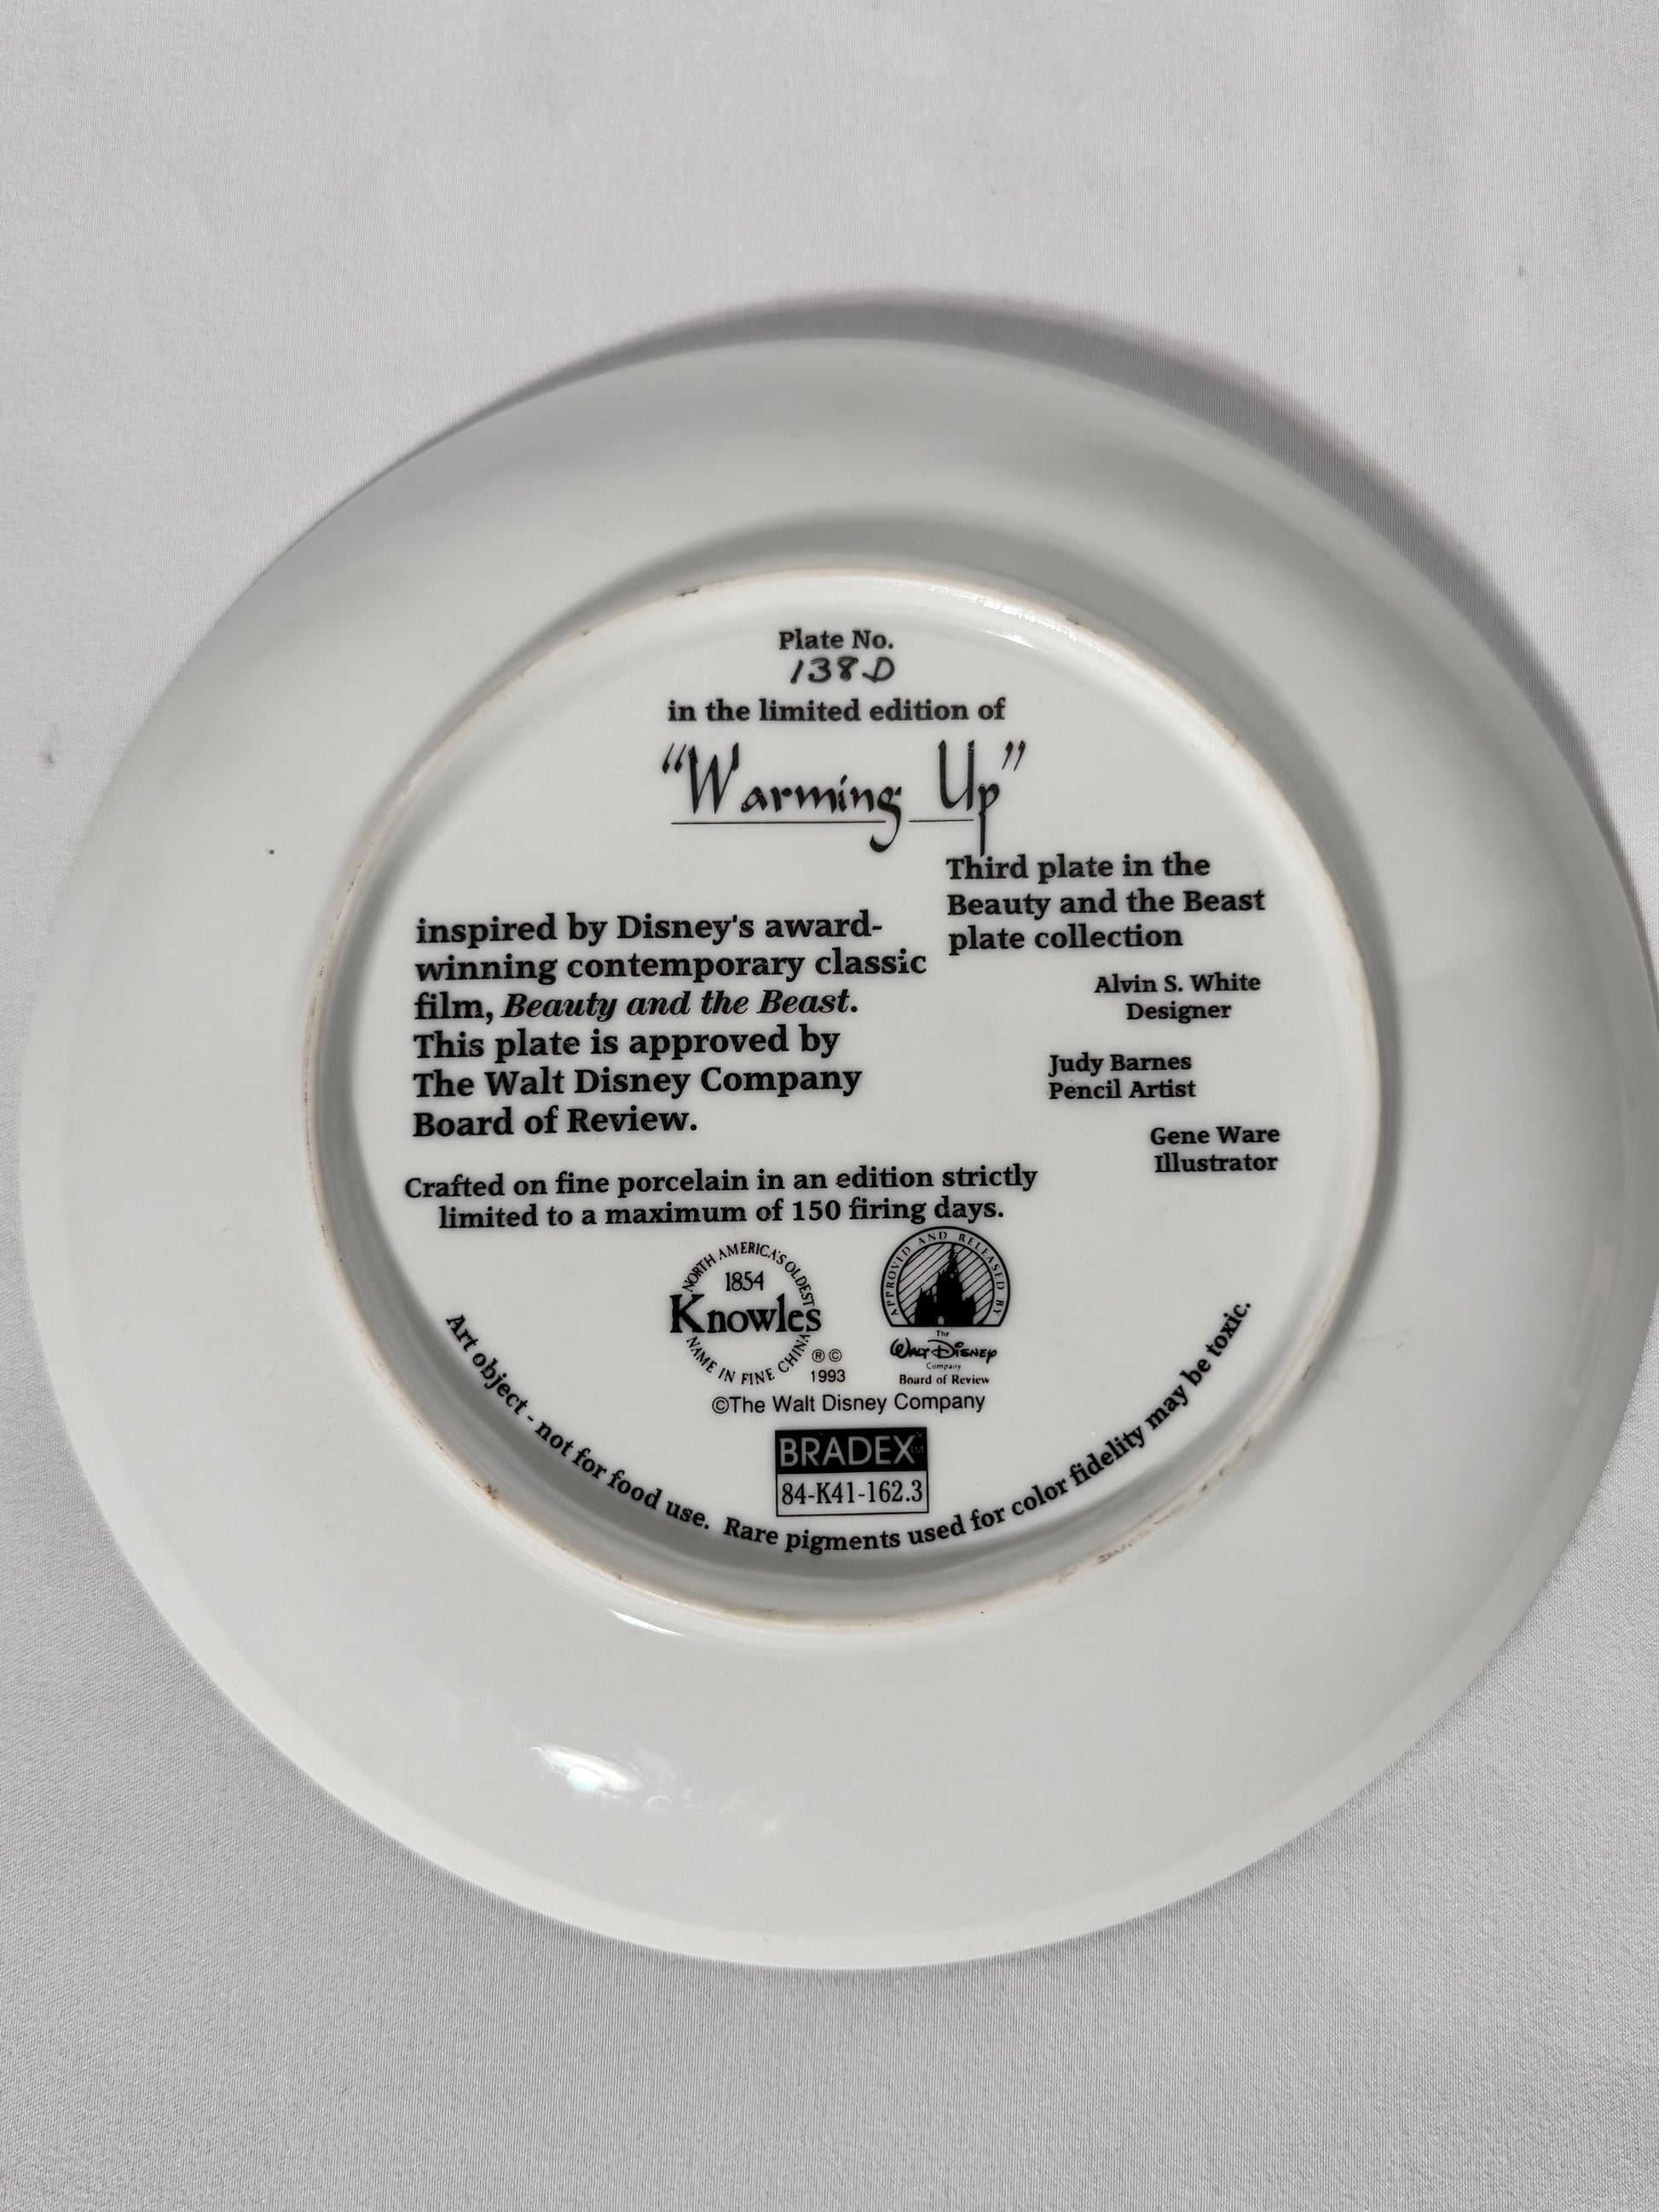 Plate No.
138D
in the limited edition of
“Warming Up”
Third plate in the
Beauty and the Beast
plate collection
inspired by Disney's award-
winning contemporary classic
film, Beauty and the Beast.
This plate is approved by
The Walt Disney Company
Board of Review.
Alvin S. White
Designer
Judy Barnes
Pencil Artist
Gene Ware
Illustrator
Crafted on fine porcelain in an edition strictly
limited to a maximum of 150 firing days.
NORTH AMERICA'S OLDEST
1854
Knowles
NAME IN FINE CHINA
®©
1993
APPROVED AND RELEASED BY
The
Walt Disney
Company
Board of Review
©The Walt Disney Company
BRADEX™
84-K41-162.3
Art object - not for food use. Rare pigments used for color fidelity may be toxic.